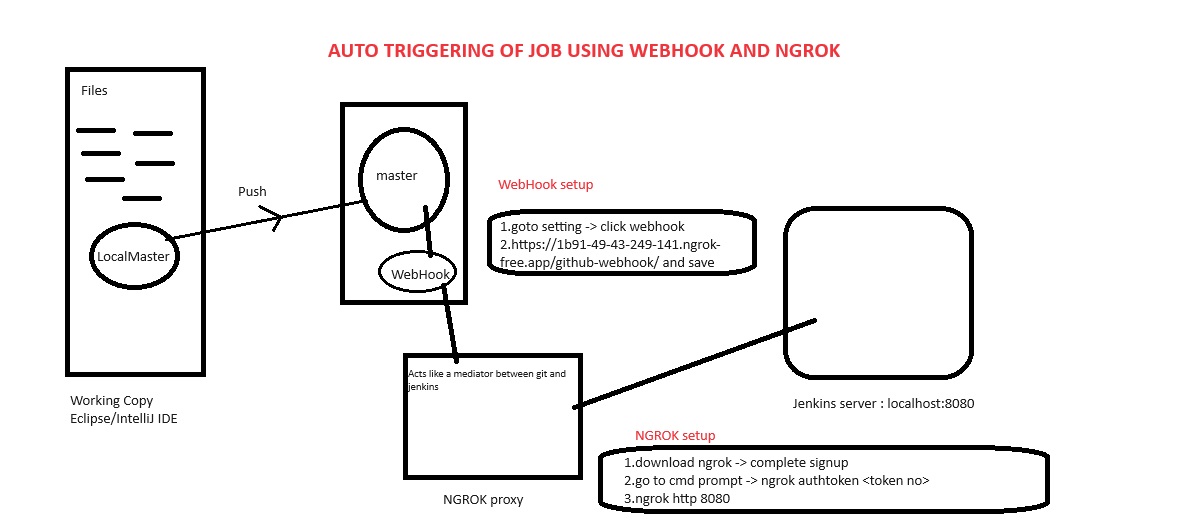 AUTO TRIGGERING OF JOB USING WEBHOOK AND NGROK
Files
LocalMaster
Working Copy
Eclipse/IntelliJ IDE
Push
master
WebHook
WebHook setup
1.goto setting -> click webhook
2.https://1b91-49-43-249-141.ngrok-
free.app/github-webhook/ and save
Acts like a mediator between git and
jenkins
NGROK proxy
Jenkins server : localhost:8080
NGROK setup
1.download ngrok -> complete signup
2.go to cmd prompt -> ngrok authtoken <token no>
3.ngrok http 8080